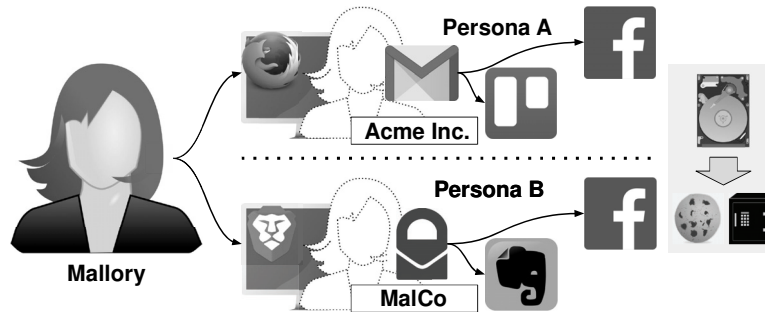 Persona A
Acme Inc.
Persona B
Mallory
MalCo